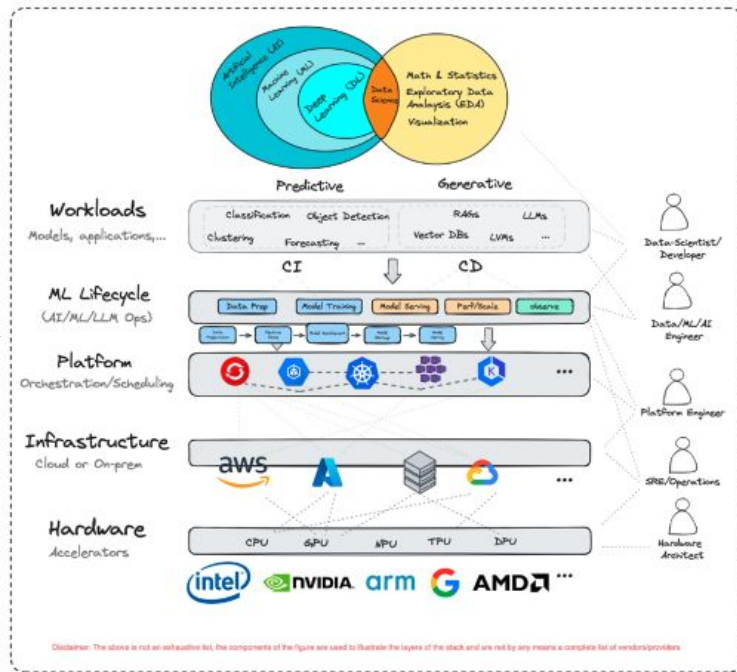 Artificial
Intelligence (AI)
Machine
Learning (ML)
Deep
Learning (DL)
Data
Science
Math & Statistics
Exploratory Data
Analaysis (EDA)
Visualization
Predictive
Generative
Workloads
Models, applications,...
Classification
Object Detection
Clustering
Forecasting
...
RAGs
LLMs
Vector DBs
LVMs
...
Data-Scientist/
Developer
CI
CD
ML Lifecycle
(AI/ML/LLM Ops)
Data Prep
Model Training
Model Serving
Perf/Scale
observe
Data/ML/AI
Engineer
Platform
Orchestration/Scheduling
...
Platform Engineer
Infrastructure
Cloud or On-prem
aws
...
SRE/Operations
Hardware
Accelerators
CPU
GPU
NPU
TPU
DPU
Hardware
Architect
intel
NVIDIA.
arm
G
AMD
...
Disclaimer: The above is not an exhaustive list, the components of the figure are used to illustrate the layers of the stack and are not by any means a complete list of vendors/providers